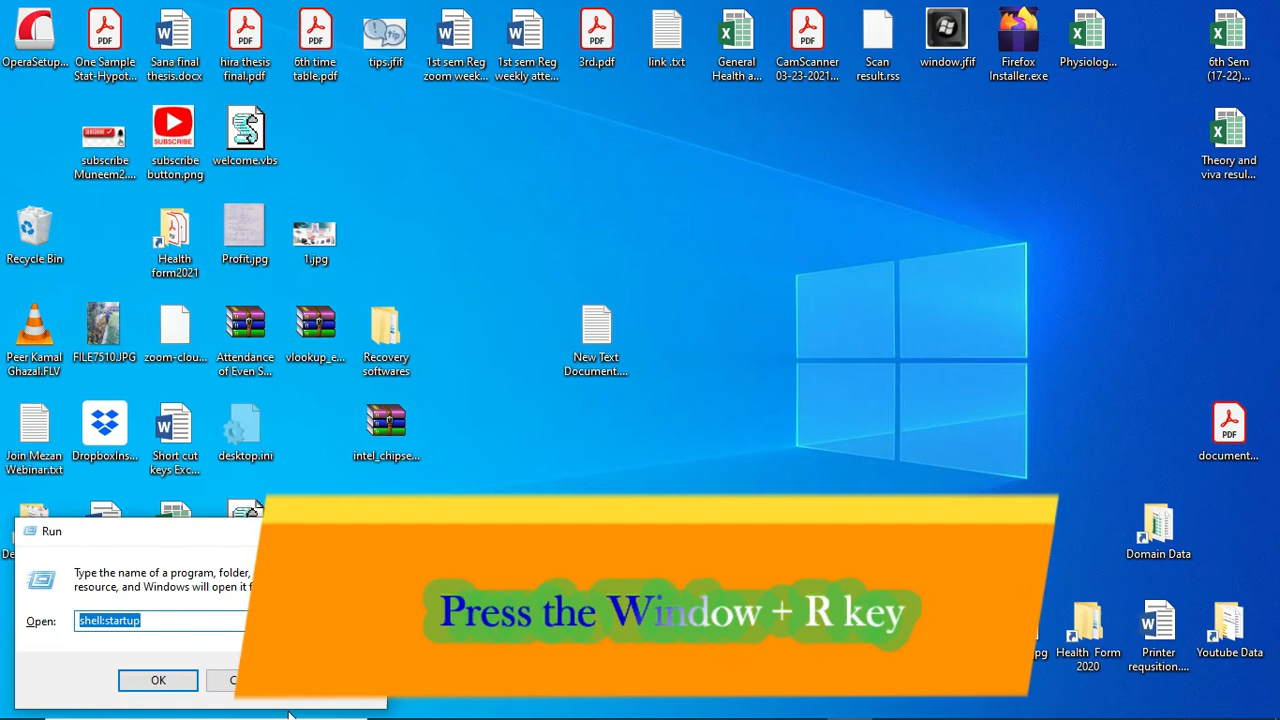 OperaSetup...
One Sample
Stat-Hypot...
Sana final
thesis.docx
hira thesis
final.pdf
6th time
table.pdf
tips.jfif
1st sem Reg
zoom week...
1st sem Reg
weekly atte...
3rd.pdf
link .txt
General
Health a...
CamScanner
03-23-2021...
Scan
result.rss
window.jfif
Firefox
Installer.exe
Physiolog...
6th Sem
(17-22)...
subscribe
Muneem2....
SUBSCRIBE
subscribe
button.png
welcome.vbs
Theory and
viva resul...
Recycle Bin
Health
form2021
Profit.jpg
1.jpg
Peer Kamal
Ghazal.FLV
FILE7510.JPG
zoom-clou...
Attendance
of Even S...
vlookup_e...
Recovery
softwares
New Text
Document....
Join Mezan
Webinar.txt
DropboxIns...
Short cut
keys Exc...
desktop.ini
intel_chipse...
document...
Domain Data
Health_Form
2020
Printer
requsition....
Youtube Data
Run
Type the name of a program, folder,
resource, and Windows will open it f
Open:
shell:startup
OK
C
Press the Window + R key